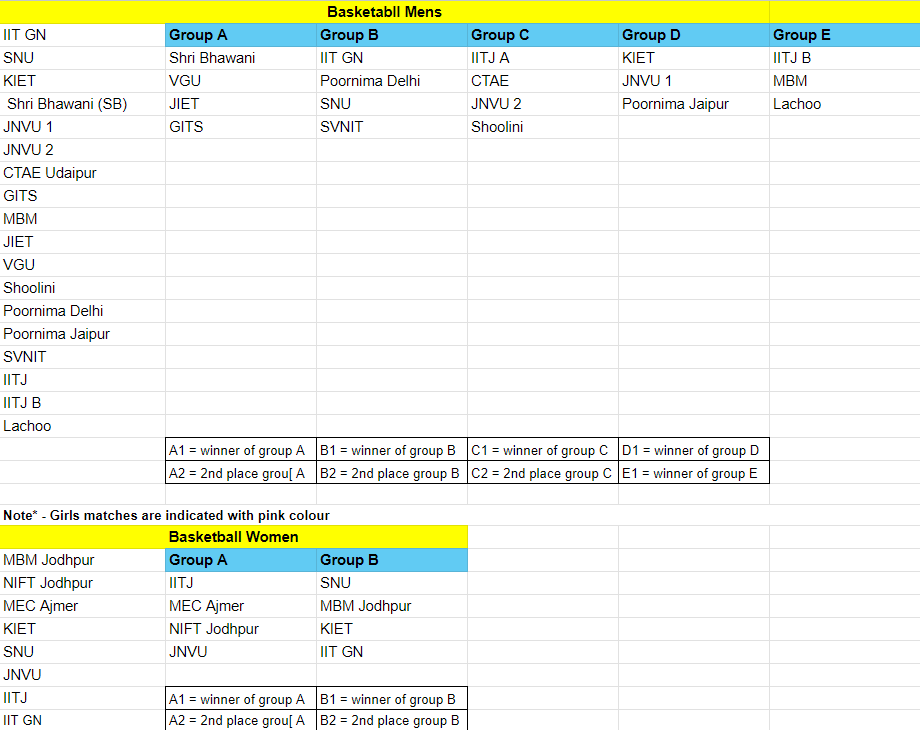 Basketabll Mens
IIT GN Group A Group B Group C Group D Group E
SNU Shri Bhawani IIT GN IITJ A KIET IITJ B
KIET VGU Poornima Delhi CTAE JNVU 1 MBM
Shri Bhawani (SB) JIET SNU JNVU 2 Poornima Jaipur Lachoo
JNVU 1 GITS SVNIT Shoolini
JNVU 2
CTAE Udaipur
GITS
MBM
JIET
VGU
Shoolini
Poornima Delhi
Poornima Jaipur
SVNIT
IITJ
IITJ B
Lachoo
A1 = winner of group A B1 = winner of group B C1 = winner of group C D1 = winner of group D
A2 = 2nd place grou[ A B2 = 2nd place group B C2 = 2nd place group C E1 = winner of group E
Note* - Girls matches are indicated with pink colour
Basketball Women
MBM Jodhpur Group A Group B
NIFT Jodhpur IITJ SNU
MEC Ajmer MEC Ajmer MBM Jodhpur
KIET NIFT Jodhpur KIET
SNU JNVU IIT GN
JNVU
IITJ A1 = winner of group A B1 = winner of group B
IIT GN A2 = 2nd place grou[ A B2 = 2nd place group B